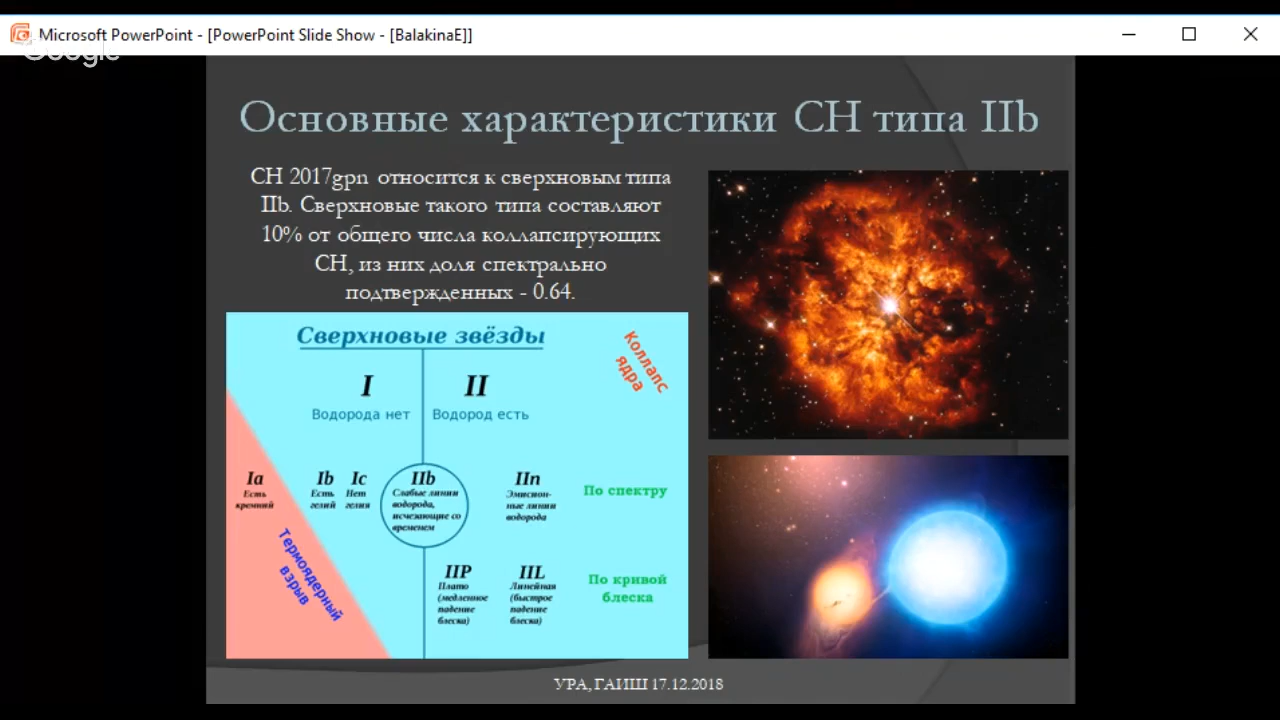 Microsoft PowerPoint - [PowerPoint Slide Show - [BalakinaE]]
Google
Основные характеристики СН типа IIb
СН 2017gpn относится к сверхновым типа
IIb. Сверхновые такого типа составляют
10% от общего числа коллапсирующих
СН, из них доля спектрально
подтвержденных - 0.64.
Сверхновые звёзды
Коллапс
ядра
I II
Водорода нет Водород есть
Ia
Есть
кремний
Ib
Есть
гелий
Ic
Нет
гелия
IIb
Слабые линии
водорода,
исчезающие со
временем
IIn
Эмиссион-
ные линии
водорода
По спектру
Термоядерный
взрыв
IIP
Плато
(медленное
падение
блеска)
IIL
Линейная
(быстрое
падение
блеска)
По кривой
блеска
УРА, ГАИШ 17.12.2018